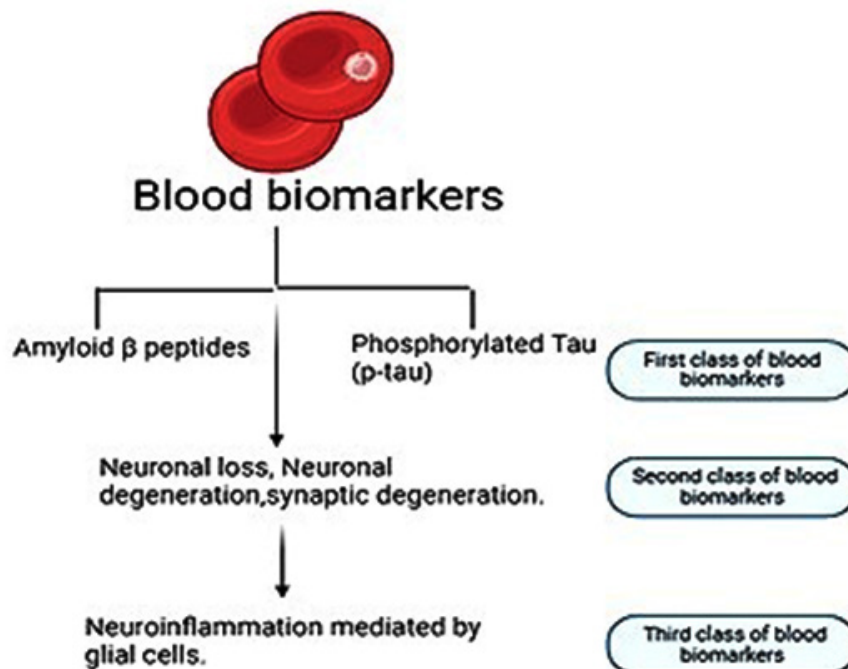 Blood biomarkers
Amyloid β peptides
Phosphorylated Tau
(p-tau)
First class of blood
biomarkers
Neuronal loss, Neuronal
degeneration,synaptic degeneration.
Second class of blood
biomarkers
Neuroinflammation mediated by
glial cells.
Third class of blood
biomarkers